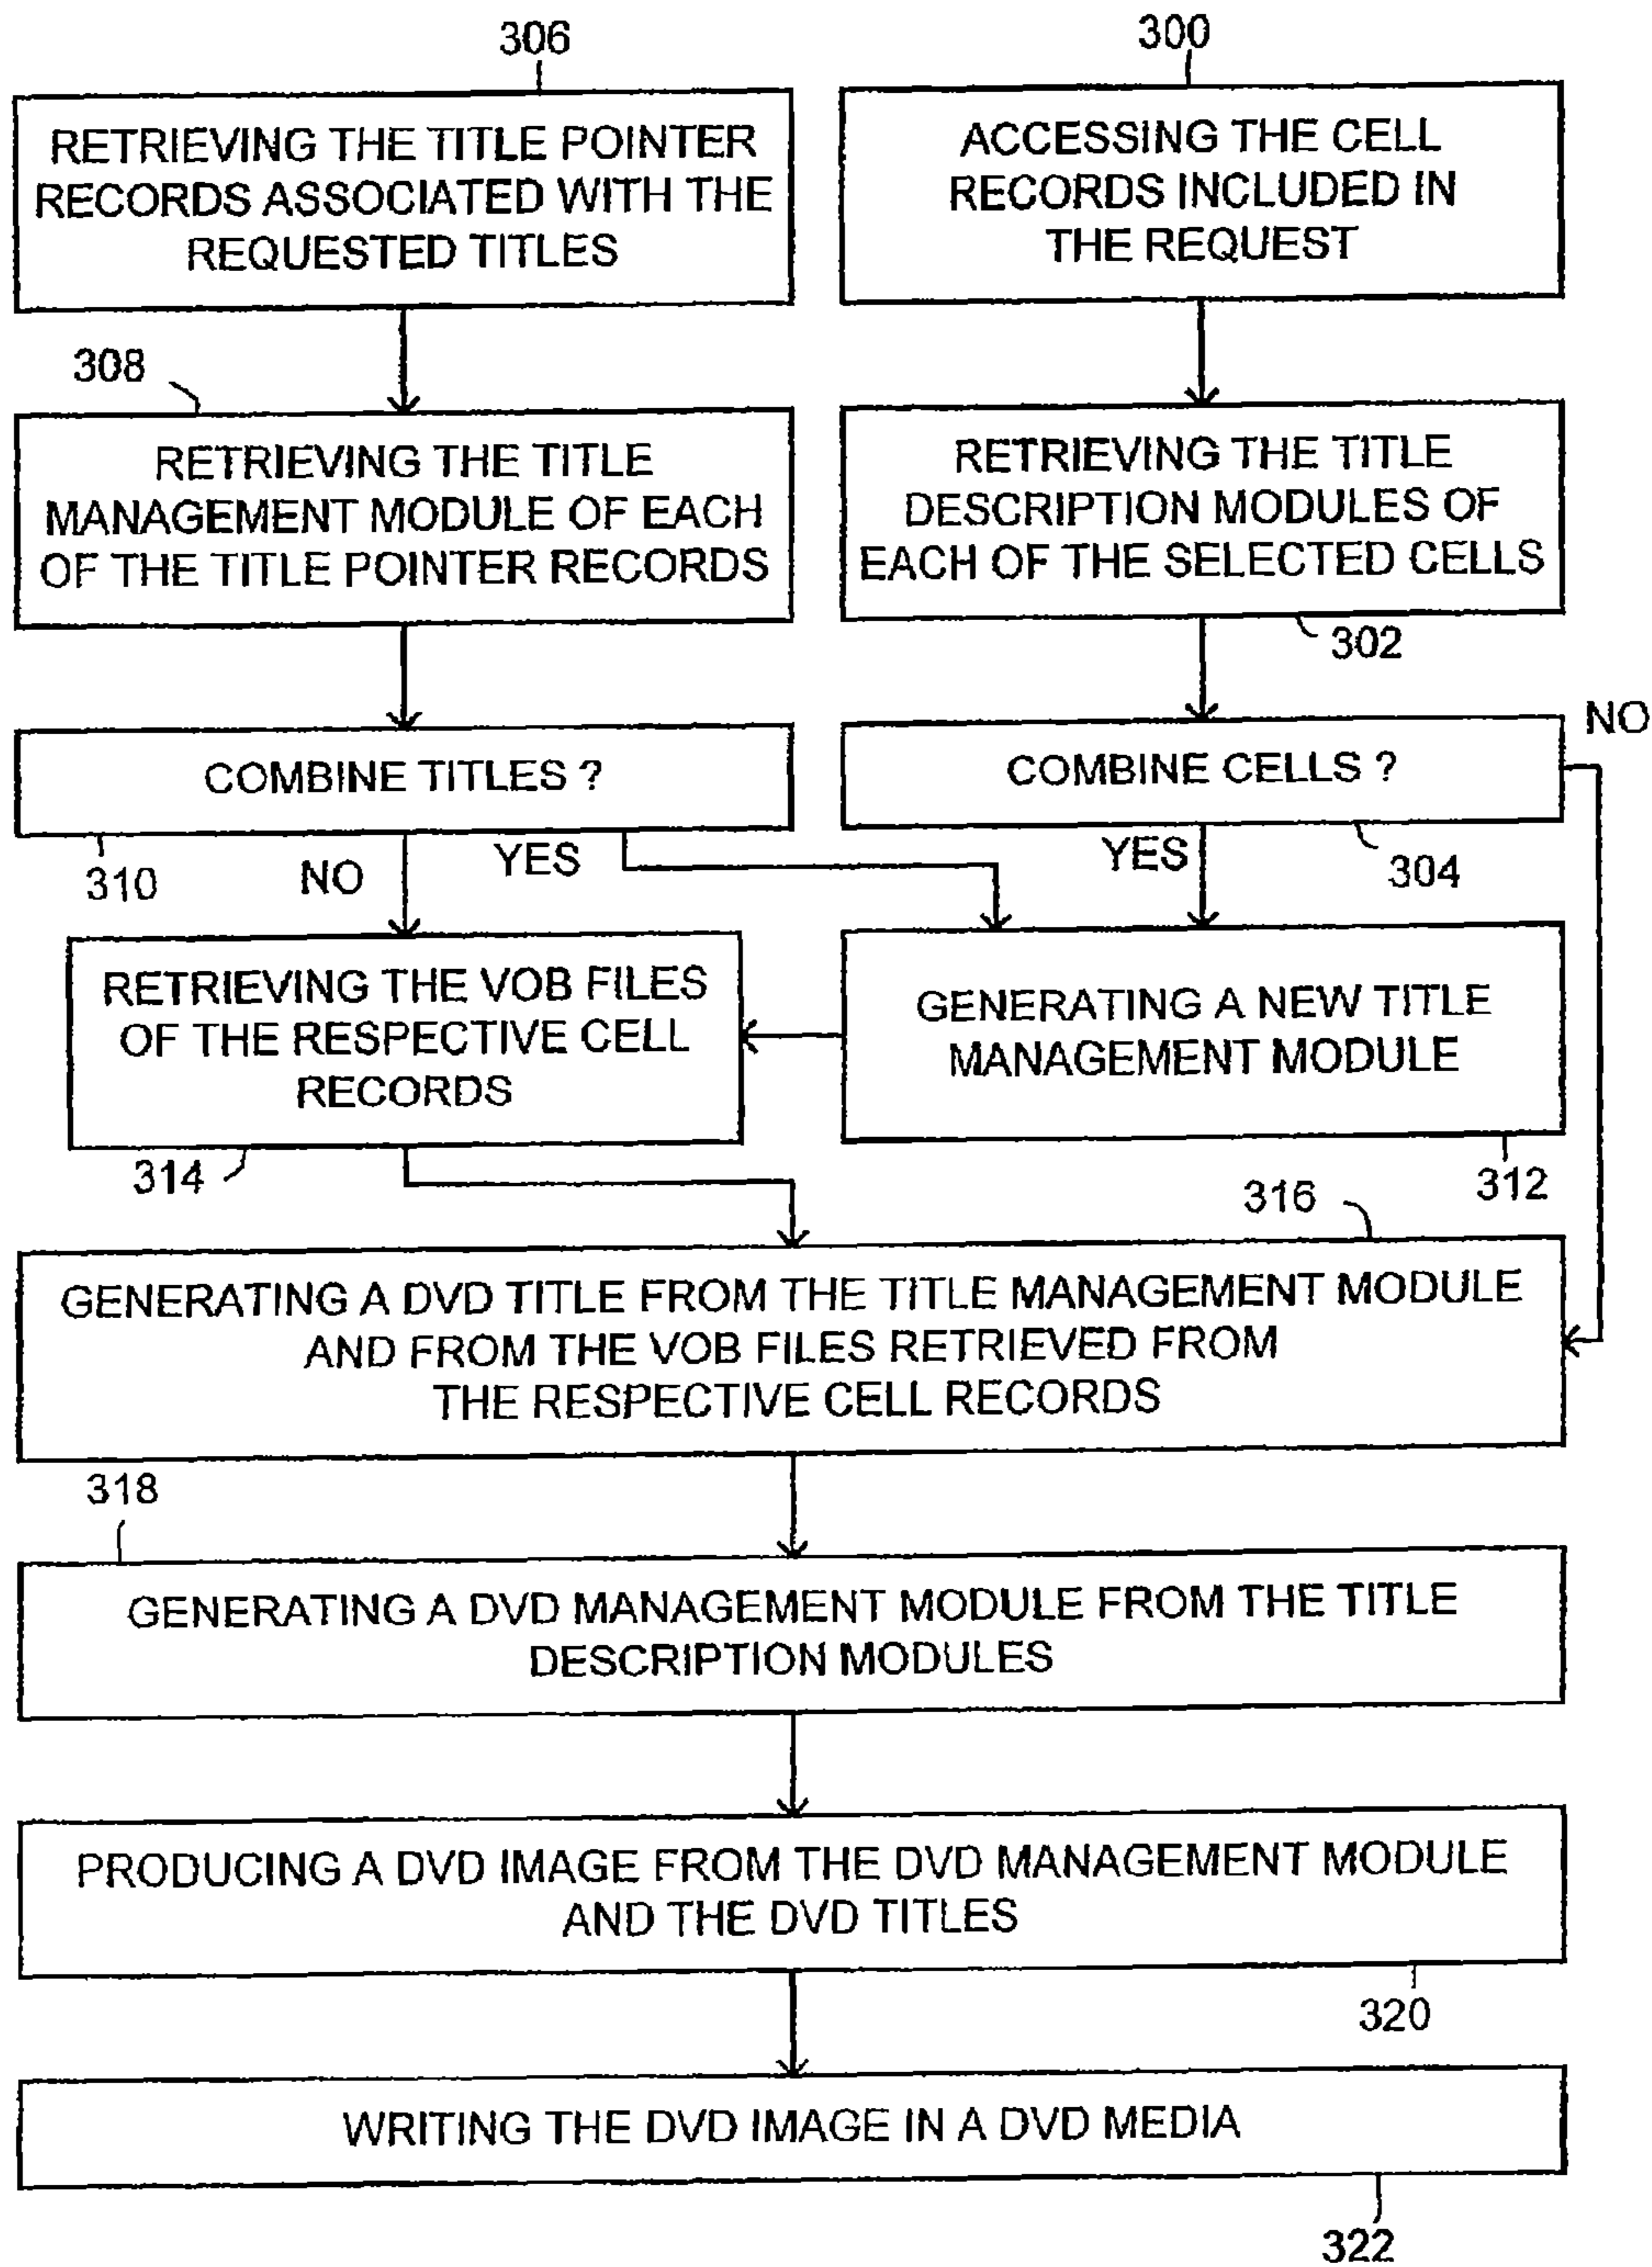 306
300
RETRIEVING THE TITLE POINTER
RECORDS ASSOCIATED WITH THE
REQUESTED TITLES
ACCESSING THE CELL
RECORDS INCLUDED IN
THE REQUEST
308
RETRIEVING THE TITLE
MANAGEMENT MODULE OF EACH
OF THE TITLE POINTER RECORDS
RETRIEVING THE TITLE
DESCRIPTION MODULES OF
EACH OF THE SELECTED CELLS
302
NO
COMBINE TITLES ?
COMBINE CELLS ?
310
NO
YES
YES
304
RETRIEVING THE VOB FILES
OF THE RESPECTIVE CELL
RECORDS
GENERATING A NEW TITLE
MANAGEMENT MODULE
314
312
316
GENERATING A DVD TITLE FROM THE TITLE MANAGEMENT MODULE
AND FROM THE VOB FILES RETRIEVED FROM
THE RESPECTIVE CELL RECORDS
318
GENERATING A DVD MANAGEMENT MODULE FROM THE TITLE
DESCRIPTION MODULES
PRODUCING A DVD IMAGE FROM THE DVD MANAGEMENT MODULE
AND THE DVD TITLES
320
WRITING THE DVD IMAGE IN A DVD MEDIA
322